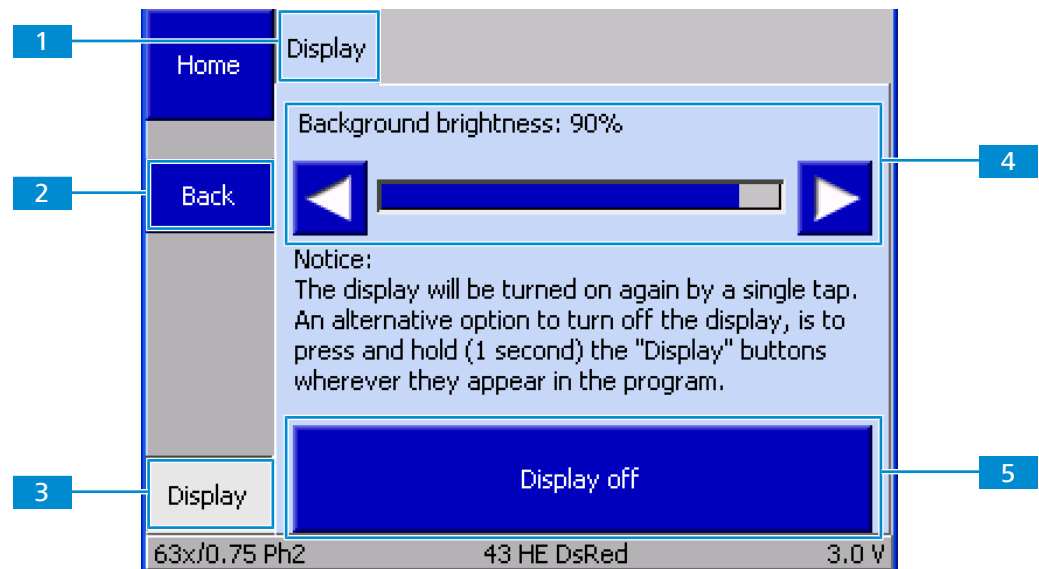 1
Home
Display
Background brightness: 90%
4
2
Back
Notice:
The display will be turned on again by a single tap.
An alternative option to turn off the display, is to
press and hold (1 second) the "Display" buttons
wherever they appear in the program.
3
Display
Display off
5
63x/0.75 Ph2 43 HE DsRed 3.0 V